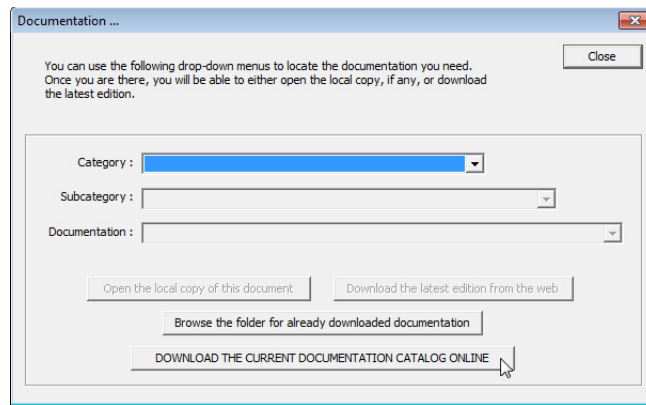 Documentation ...
You can use the following drop-down menus to locate the documentation you need.
Close
Once you are there, you will be able to either open the local copy, if any, or download
the latest edition.
Category :
Subcategory :
Documentation :
Open the local copy of this document
Download the latest edition from the web
Browse the folder for already downloaded documentation
DOWNLOAD THE CURRENT DOCUMENTATION CATALOG ONLINE